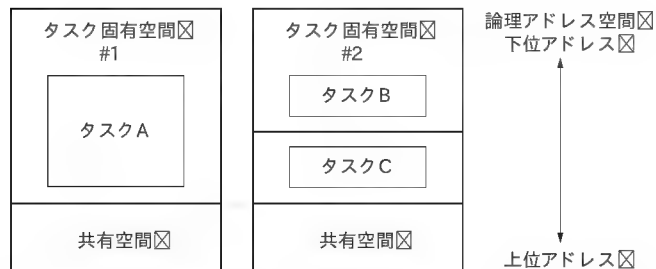 タスク固有空間
#1
タスクA
共有空間
タスク固有空間
#2
タスクB
タスクC
共有空間
論理アドレス空間
下位アドレス
上位アドレス